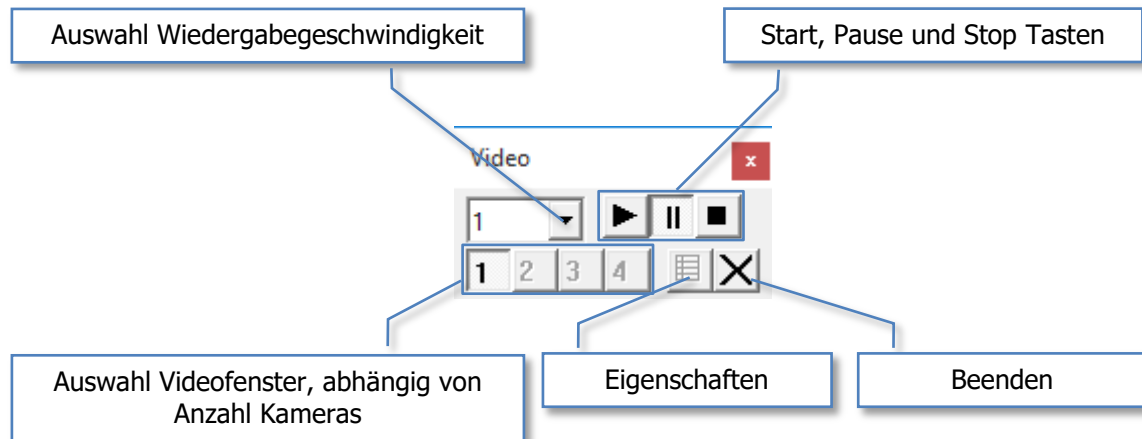 Auswahl Wiedergabegeschwindigkeit
Start, Pause und Stop Tasten
Video
x
1
1 2 3 4
Auswahl Videofenster, abhängig von
Anzahl Kameras
Eigenschaften
Beenden